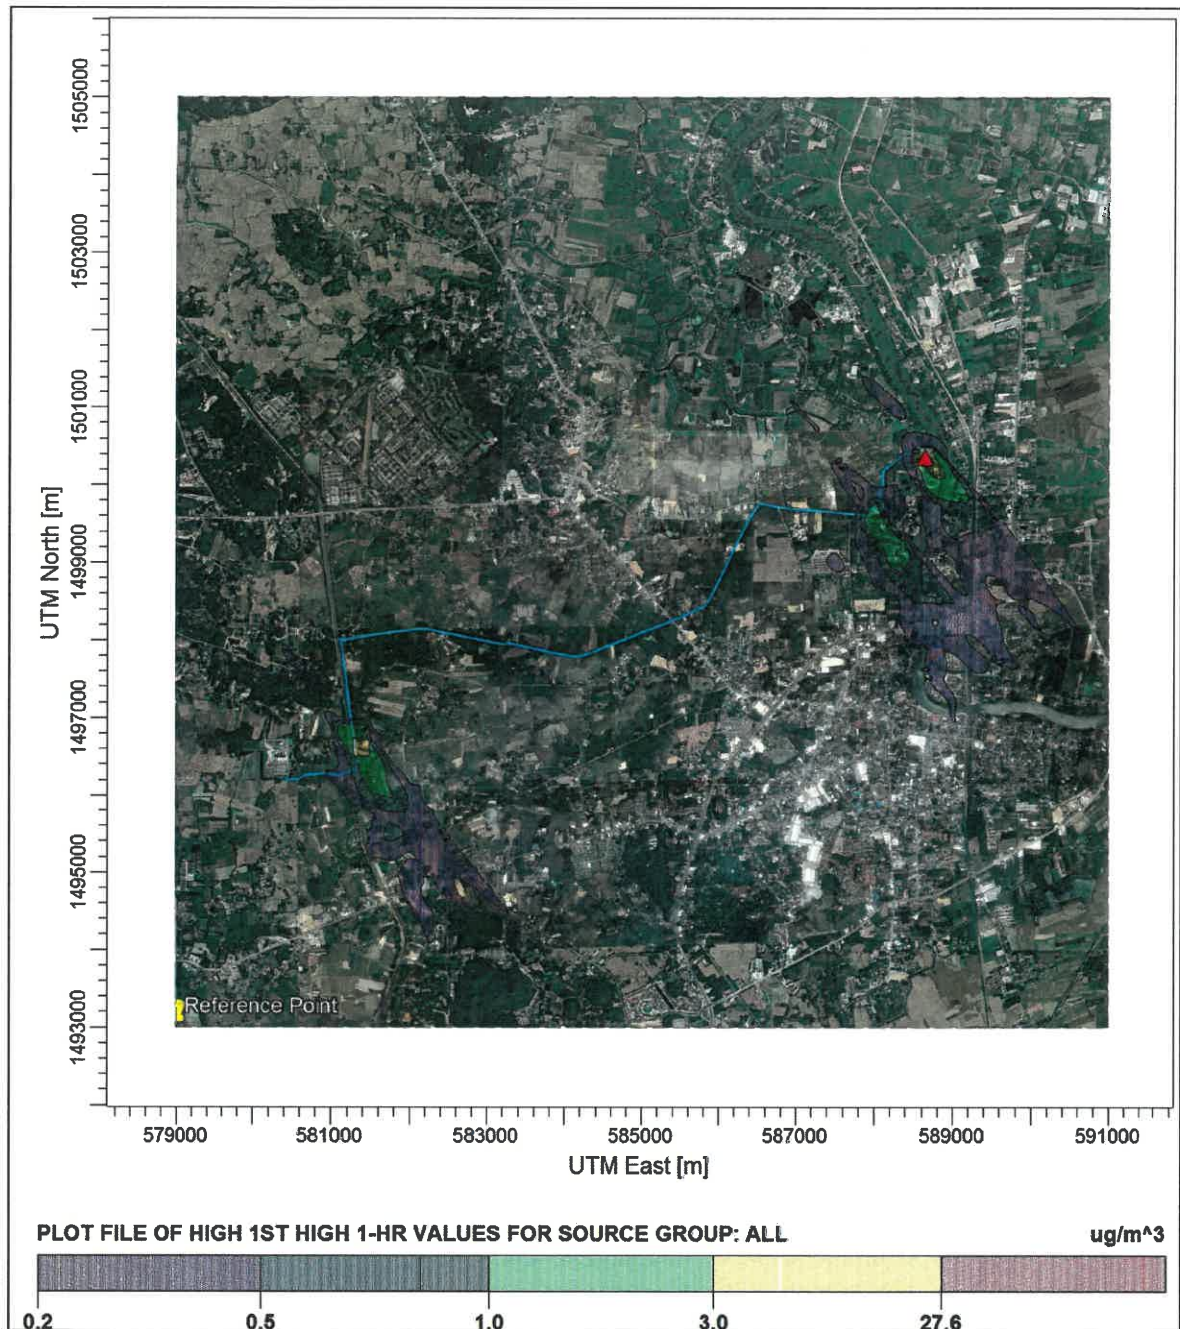 1505000
1503000
1501000
1499000
1497000
1495000
1493000
UTM North [m]
Reference Point
579000 581000 583000 585000 587000 589000 591000
UTM East [m]
PLOT FILE OF HIGH 1ST HIGH 1-HR VALUES FOR SOURCE GROUP: ALL ug/m^3
0.2 0.5 1.0 3.0 27.6